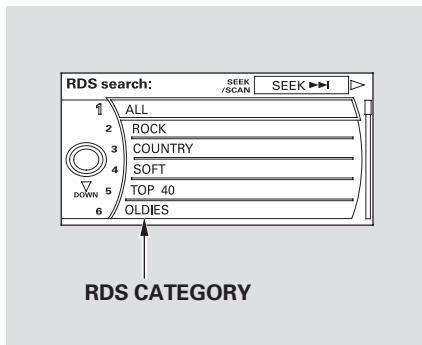 RDS search: SEEK /SCAN SEEK
1 ALL
2 ROCK
3 COUNTRY
4 SOFT
DOWN 5 TOP 40
6 OLDIES
RDS CATEGORY